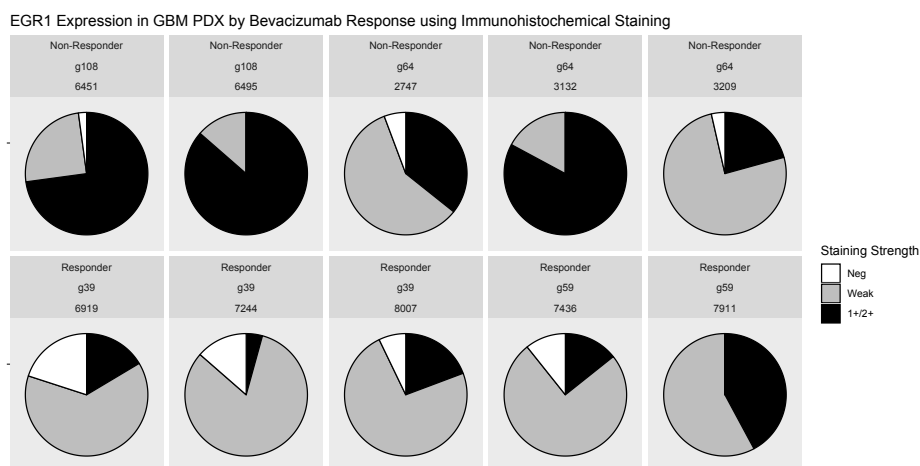 EGR1 Expression in GBM PDX by Bevacizumab Response using Immunohistochemical Staining
Non-Responder
g108
6451
Non-Responder
g108
6495
Non-Responder
g64
2747
Non-Responder
g64
3132
Non-Responder
g64
3209
Responder
g39
6919
Responder
g39
7244
Responder
g39
8007
Responder
g59
7436
Responder
g59
7911
Staining Strength
Neg
Weak
1+/2+